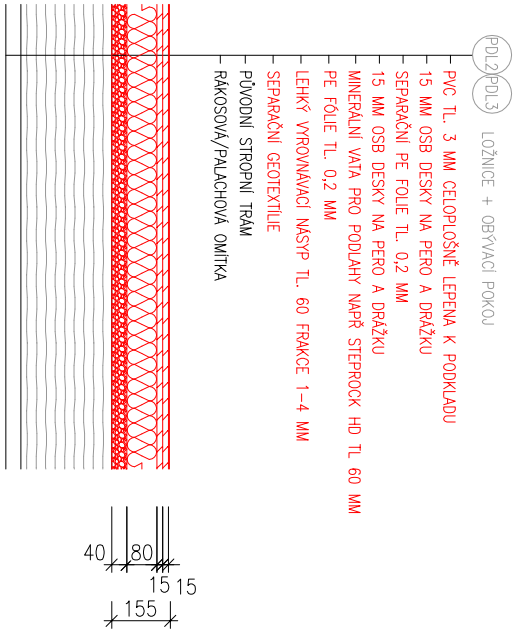 PDL2 PDL3 LOŽNICE + OBÝVACÍ POKOJ
PVC TL. 3 MM CELOPLOŠNĚ LEPENA K PODKLADU
15 MM OSB DESKY NA PERO A DRÁŽKU
SEPARAČNÍ PE FOLIE TL. 0,2 MM
15 MM OSB DESKY NA PERO A DRÁŽKU
MINERÁLNÍ VATA PRO PODLAHY NAPŘ STEPROCK HD TL 60 MM
PE FÓLIE TL. 0,2 MM
LEHKÝ VYROVNÁVACÍ NÁSYP TL. 60 FRAKCE 1-4 MM
SEPARAČNÍ GEOTEXTÍLIE
PŮVODNÍ STROPNÍ TRÁM
RÁKOSOVÁ/PALACHOVÁ OMÍTKA
40 80
15 15
155